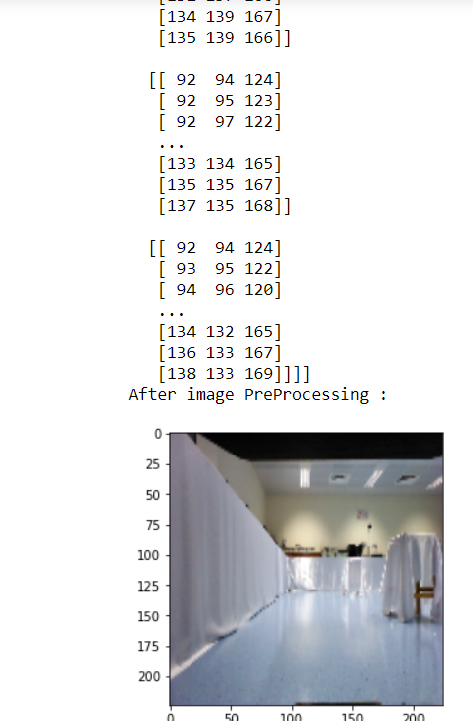 [134 139 167]
[135 139 166]]
[[ 92  94 124]
[ 92  95 123]
[ 92  97 122]
...
[133 134 165]
[135 135 167]
[137 135 168]]
[[ 92  94 124]
[ 93  95 122]
[ 94  96 120]
...
[134 132 165]
[136 133 167]
[138 133 169]]]]
After image PreProcessing :
0
25
50
75
100
125
150
175
200
0 50 100 150 200